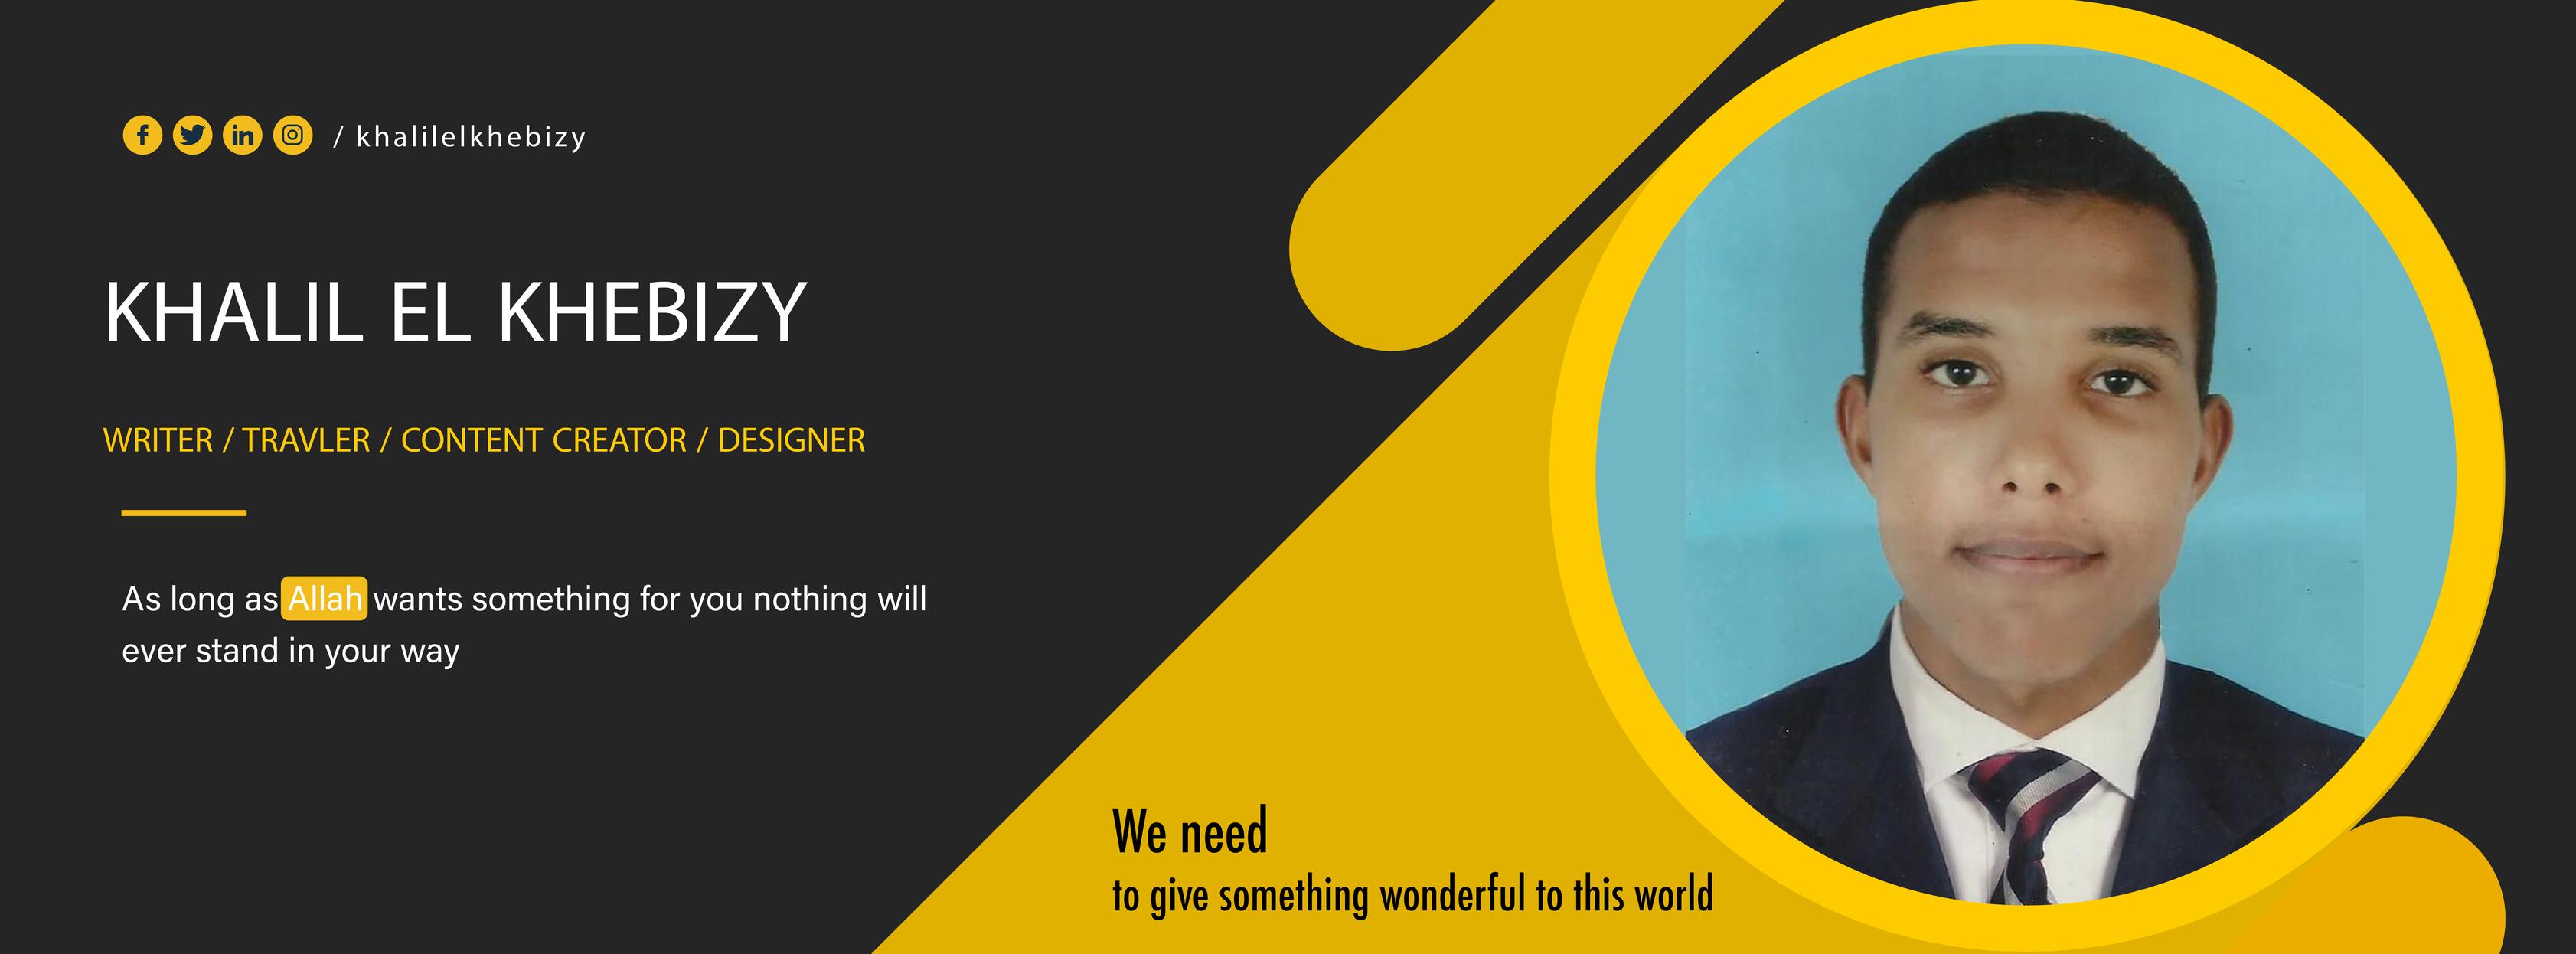 / khalilelkhebizy
KHALIL EL KHEBIZY
WRITER / TRAVLER / CONTENT CREATOR / DESIGNER
As long as Allah wants something for you nothing will
ever stand in your way
We need
to give something wonderful to this world